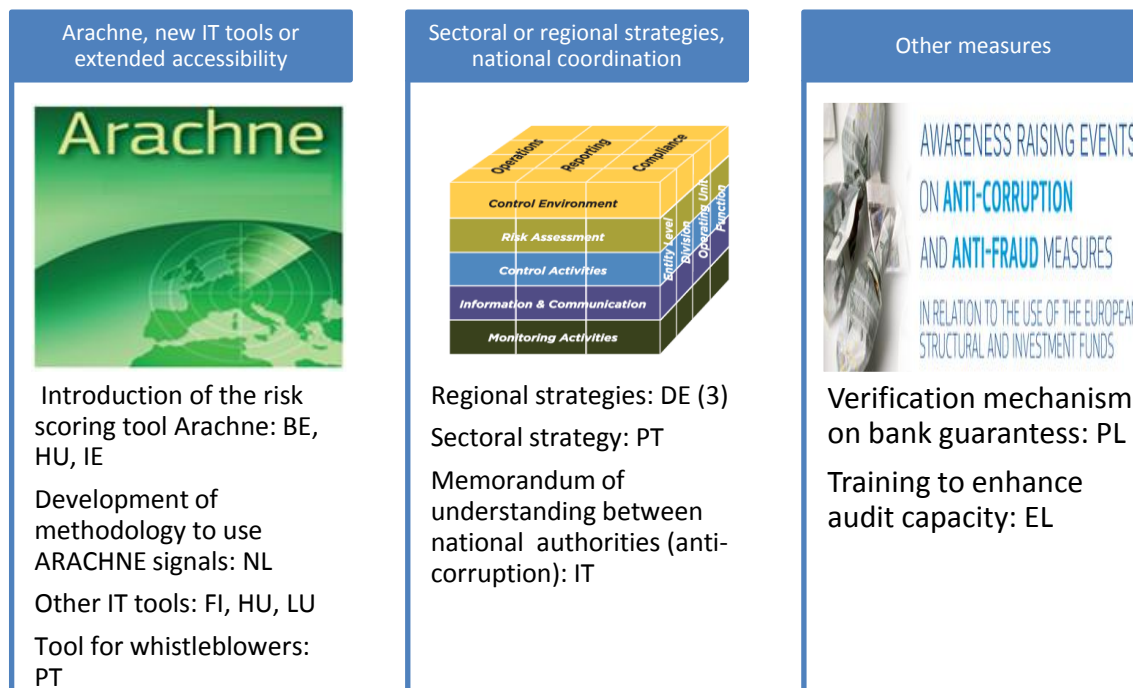 Arachne, new IT tools or
extended accessibility
Arachne
Introduction of the risk
scoring tool Arachne: BE,
HU, IE
Development of
methodology to use
ARACHNE signals: NL
Other IT tools: FI, HU, LU
Tool for whistleblowers:
PT
Sectoral or regional strategies,
national coordination
Operations
Reporting
Compliance
Control Environment
Risk Assessment
Control Activities
Information & Communication
Monitoring Activities
Entity Level
Division
Operating Unit
Function
Regional strategies: DE (3)
Sectoral strategy: PT
Memorandum of
understanding between
national authorities (anti-
corruption): IT
Other measures
AWARENESS RAISING EVENTS
ON ANTI-CORRUPTION
AND ANTI-FRAUD MEASURES
IN RELATION TO THE USE OF THE EUROPEAN
STRUCTURAL AND INVESTMENT FUNDS
Verification mechanism
on bank guarantess: PL
Training to enhance
audit capacity: EL